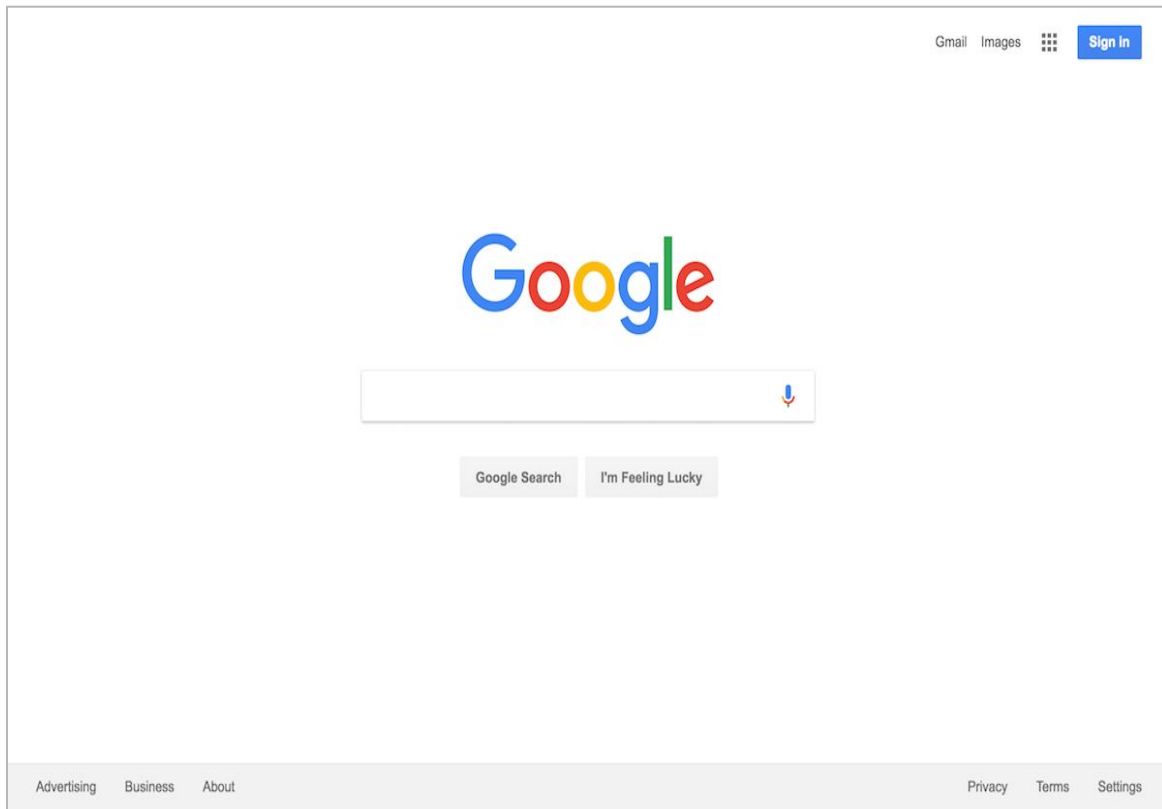 Gmail Images Sign in
Google
Google Search I'm Feeling Lucky
Advertising Business About Privacy Terms Settings